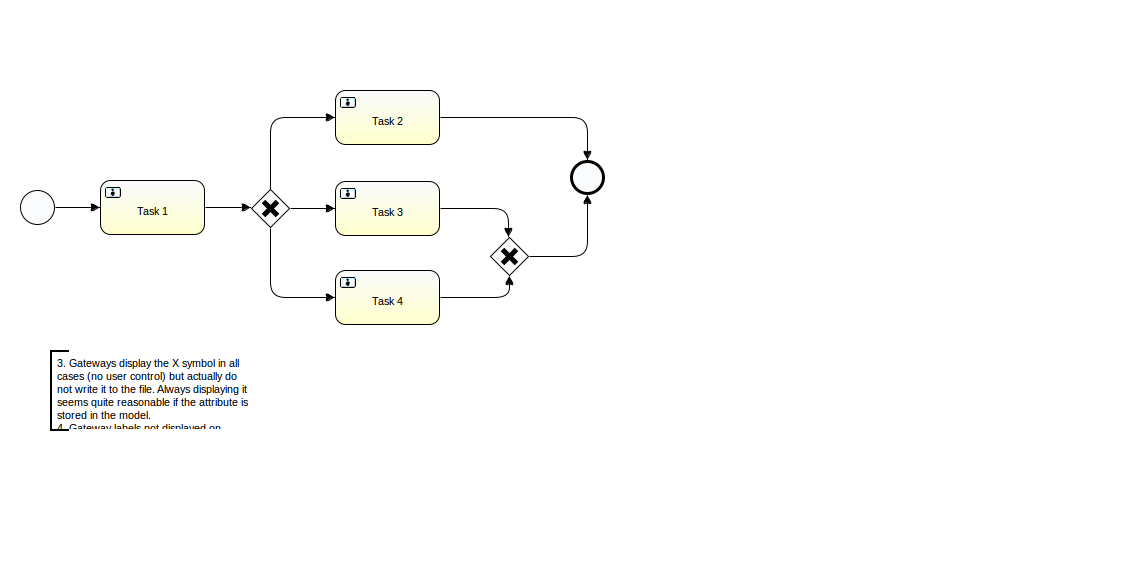 Task 2
Task 1
Task 3
Task 4
3. Gateways display the X symbol in all
cases (no user control) but actually do
not write it to the file. Always displaying it
seems quite reasonable if the attribute is
stored in the model.
4. Gateway labels not displayed on